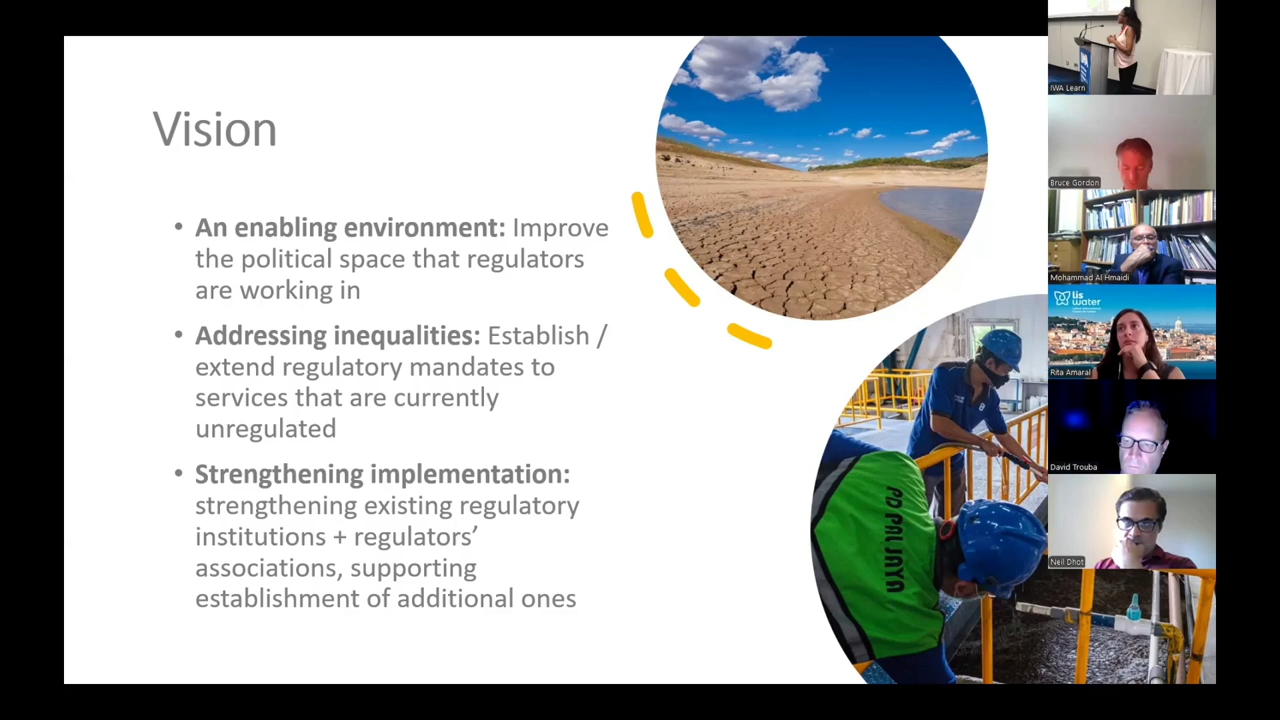 Vision
• An enabling environment: Improve
the political space that regulators
are working in
• Addressing inequalities: Establish /
extend regulatory mandates to
services that are currently
unregulated
• Strengthening implementation:
strengthening existing regulatory
institutions + regulators’
associations, supporting
establishment of additional ones
PD PAL JAYA
IWA Learn
Bruce Gordon
Mohammad Al Hmaidi
lis
water
Rita Amaral
David Trouba
Neil Dhot